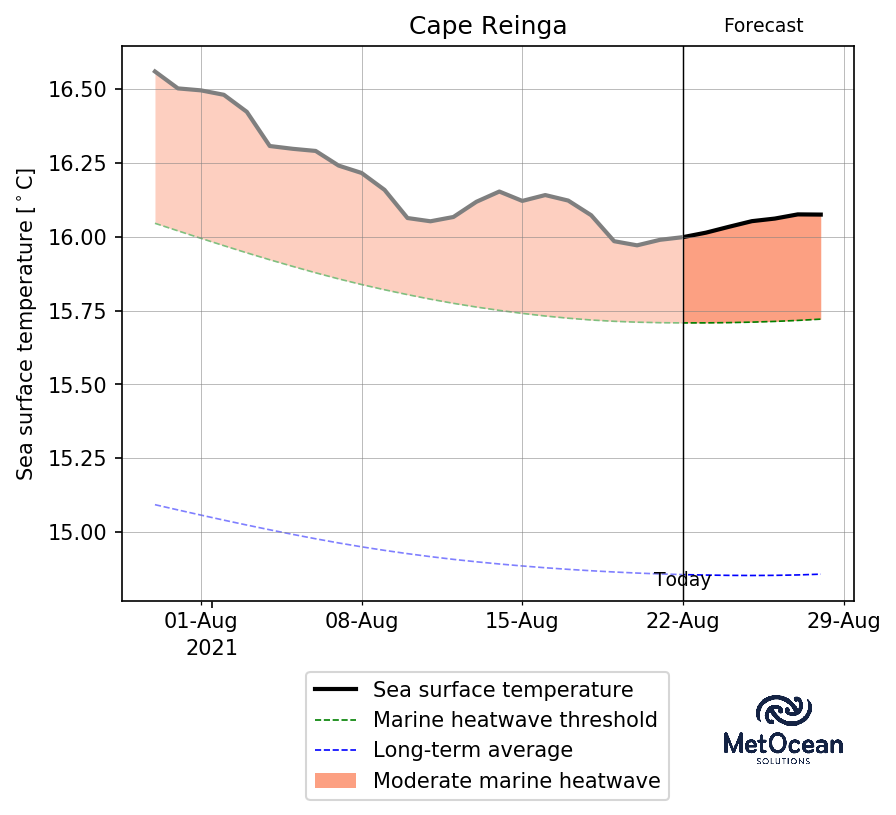 Cape Reinga
Forecast
16.50
16.25
16.00
15.75
15.50
15.25
15.00
Sea surface temperature [°C]
Today
01-Aug
2021
08-Aug
15-Aug
22-Aug
29-Aug
Sea surface temperature
Marine heatwave threshold
Long-term average
Moderate marine heatwave
MetOcean
SOLUTIONS